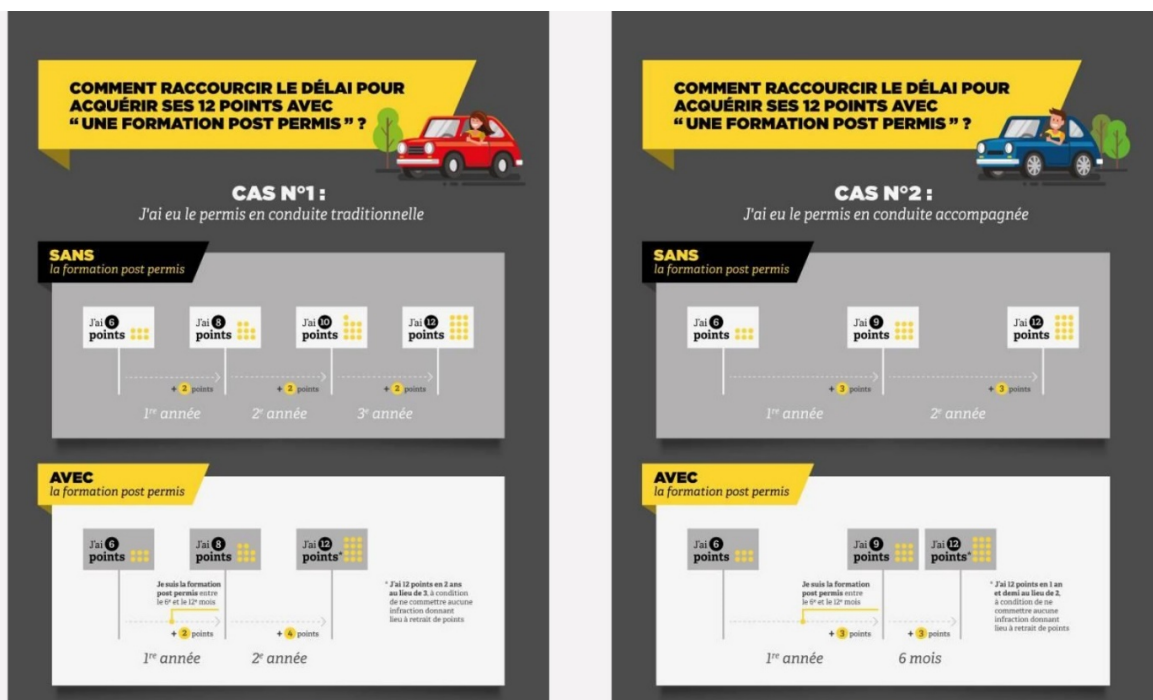 COMMENT RACCOURCIR LE DÉLAI POUR
ACQUÉRIR SES 12 POINTS AVEC
“ UNE FORMATION POST PERMIS ” ?
CAS N°1 :
J'ai eu le permis en conduite traditionnelle
SANS
la formation post permis
J'ai 6
points
J'ai 8
points
J'ai 10
points
J'ai 12
points
+ 2 points
+ 2 points
+ 2 points
1re année
2e année
3e année
AVEC
la formation post permis
J'ai 6
points
J'ai 8
points
J'ai 12
points*
Je suis la formation
post permis entre
le 6e et le 12e mois
* J'ai 12 points en 2 ans
au lieu de 3, à condition
de ne commettre aucune
infraction donnant
lieu à retrait de points
+ 2 points
+ 4 points
1re année
2e année
COMMENT RACCOURCIR LE DÉLAI POUR
ACQUÉRIR SES 12 POINTS AVEC
“ UNE FORMATION POST PERMIS ” ?
CAS N°2 :
J'ai eu le permis en conduite accompagnée
SANS
la formation post permis
J'ai 6
points
J'ai 9
points
J'ai 12
points
+ 3 points
+ 3 points
1re année
2e année
AVEC
la formation post permis
J'ai 6
points
J'ai 9
points
J'ai 12
points*
Je suis la formation
post permis entre
le 6e et le 12e mois
* J'ai 12 points en 1 an
et demi au lieu de 2,
à condition de ne
commettre aucune
infraction donnant
lieu à retrait de points
+ 3 points
+ 3 points
1re année
6 mois